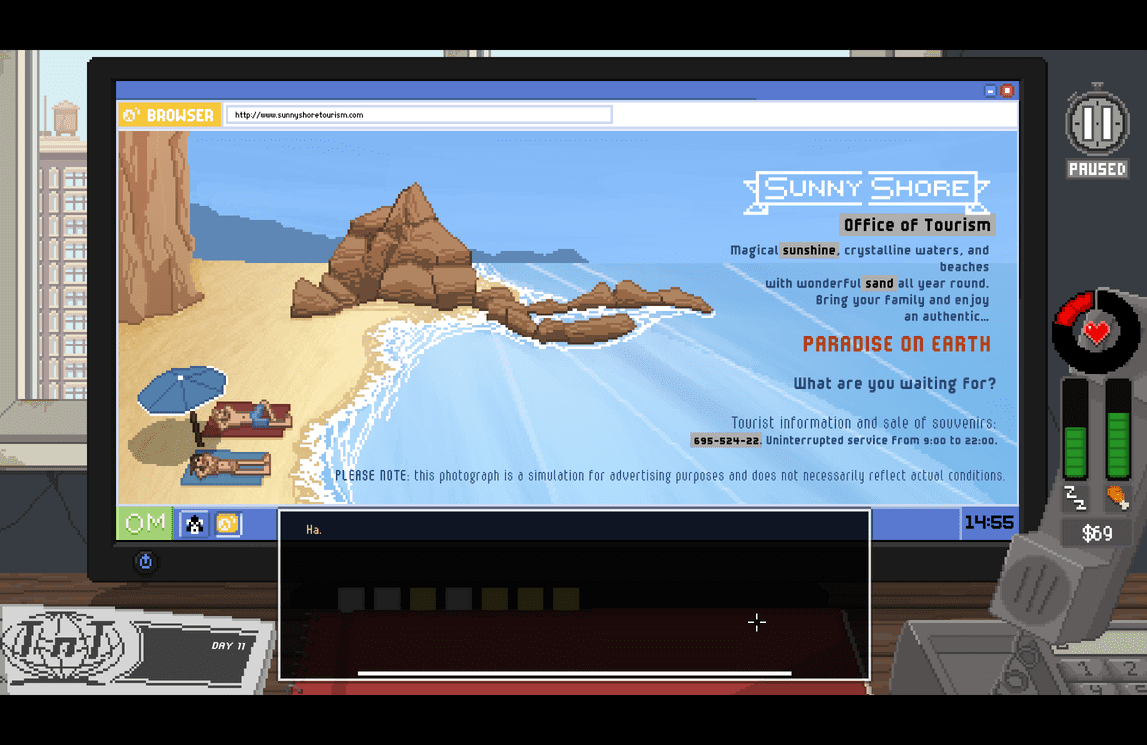 BROWSER
http://www.sunnyshoretourism.com
PAUSED
SUNNY SHORE
Office of Tourism
Magical sunshine, crystalline waters, and
beaches
with wonderful sand all year round.
Bring your family and enjoy
an authentic...
PARADISE ON EARTH
What are you waiting for?
Tourist information and sale of souvenirs:
695-524-22. Uninterrupted service from 9:00 to 22:00.
PLEASE NOTE: this photograph is a simulation for advertising purposes and does not necessarily reflect actual conditions.
OM
14:55
$69
Ha.
TnT
DAY 11
1 2